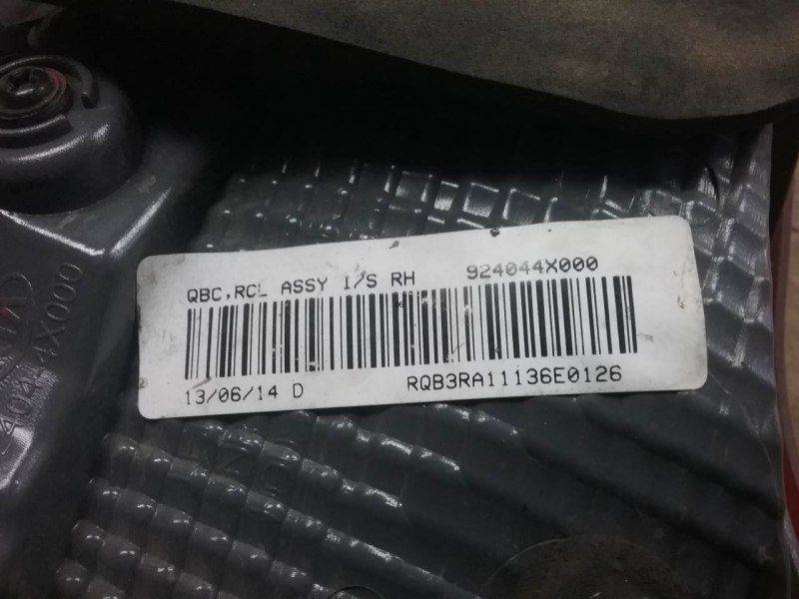 QBC,RCL ASSY I/S RH 924044X000
13/06/14 D RQB3RA11136E0126